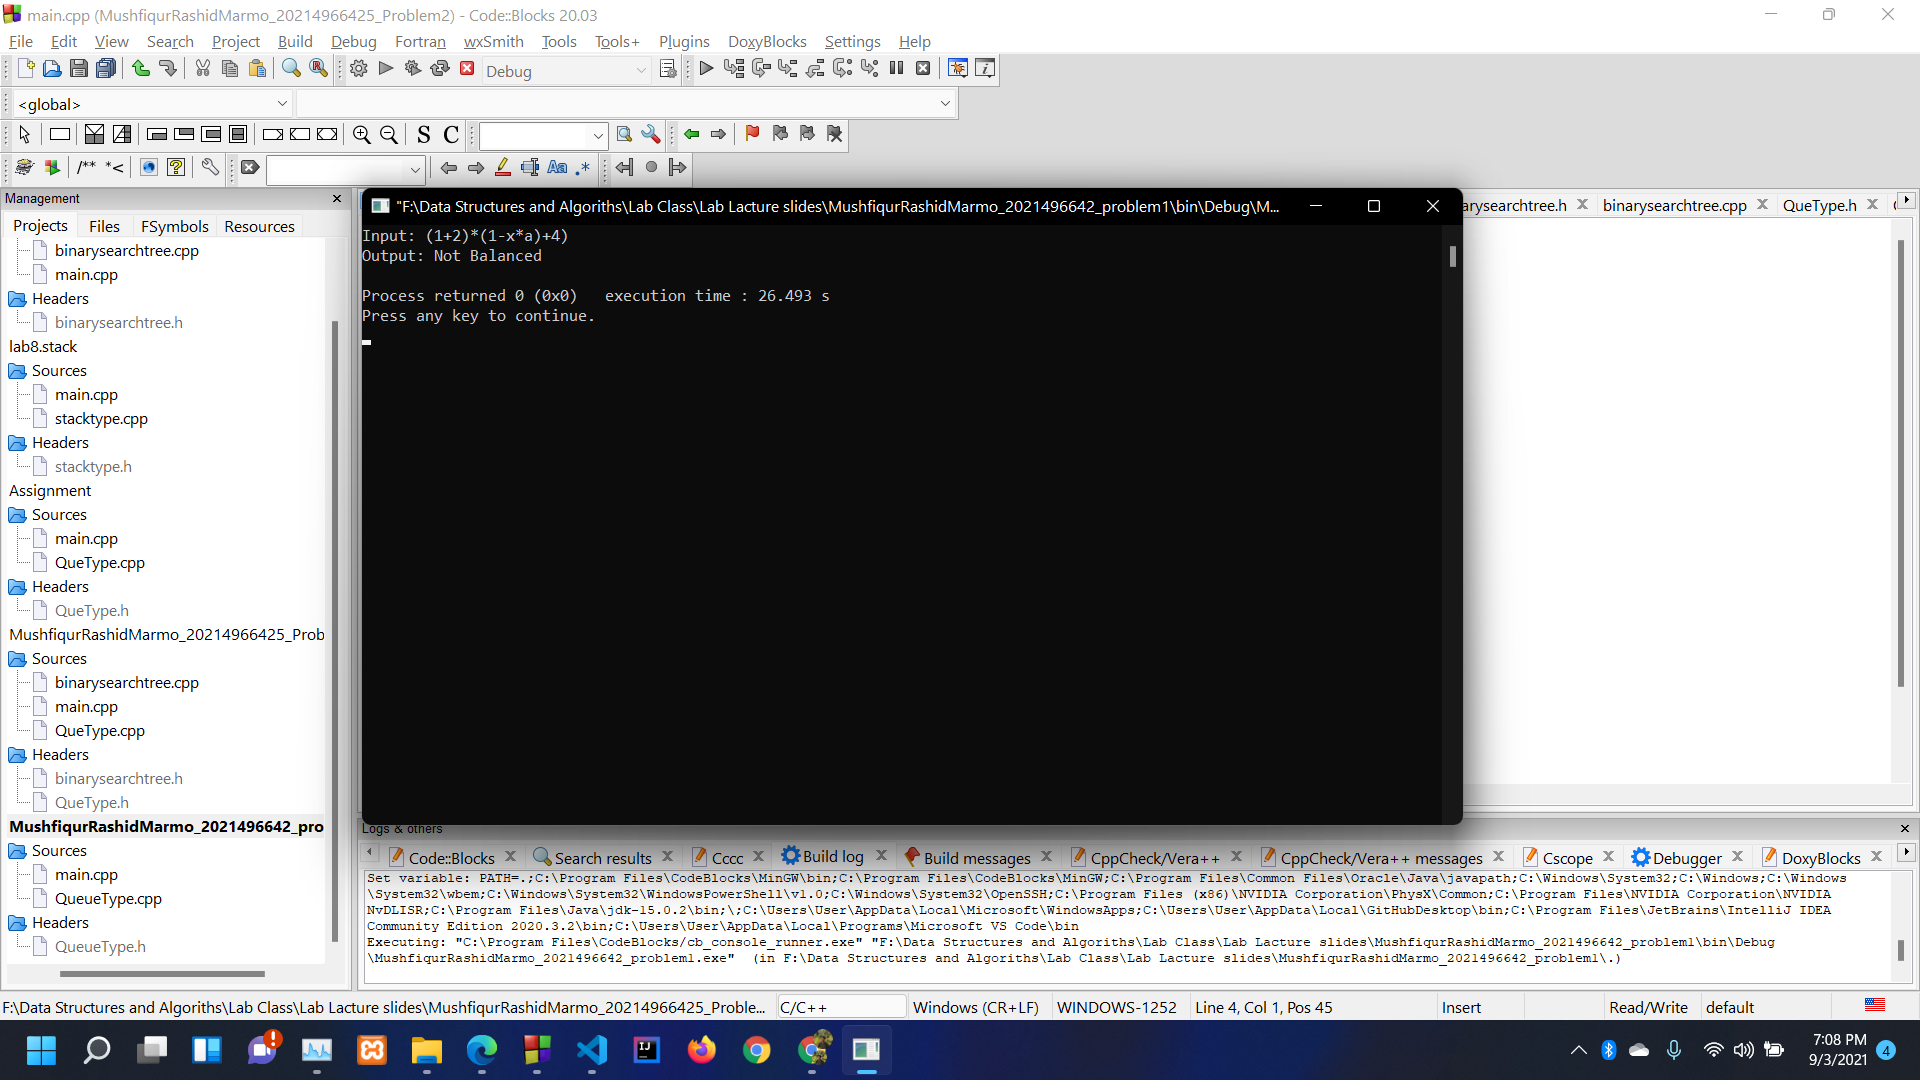 main.cpp (MushfiqurRashidMarmo_20214966425_Problem2) - Code::Blocks 20.03
File Edit View Search Project Build Debug Fortran wxSmith Tools Tools+ Plugins DoxyBlocks Settings Help
Debug
<global>
S C
/** *<
Aa .*
Management
Projects Files FSymbols Resources
binarysearchtree.cpp
main.cpp
Headers
binarysearchtree.h
lab8.stack
Sources
main.cpp
stacktype.cpp
Headers
stacktype.h
Assignment
Sources
main.cpp
QueType.cpp
Headers
QueType.h
MushfiqurRashidMarmo_20214966425_Prob
Sources
binarysearchtree.cpp
main.cpp
QueType.cpp
Headers
binarysearchtree.h
QueType.h
MushfiqurRashidMarmo_2021496642_pro
Sources
main.cpp
QueueType.cpp
Headers
QueueType.h
"F:\Data Structures and Algoriths\Lab Class\Lab Lacture slides\MushfiqurRashidMarmo_2021496642_problem1\bin\Debug\M...
arysearchtree.h binarysearchtree.cpp QueType.h
Input: (1+2)*(1-x*a)+4)
Output: Not Balanced
Process returned 0 (0x0) execution time : 26.493 s
Press any key to continue.
Logs & others
Code::Blocks Search results Cccc Build log Build messages CppCheck/Vera++ CppCheck/Vera++ messages Cscope Debugger DoxyBlocks
Set variable: PATH=.;C:\Program Files\CodeBlocks\MinGW\bin;C:\Program Files\CodeBlocks\MinGW;C:\Program Files\Common Files\Oracle\Java\javapath;C:\Windows\System32;C:\Windows;C:\Windows
\System32\wbem;C:\Windows\System32\WindowsPowerShell\v1.0;C:\Windows\System32\OpenSSH;C:\Program Files (x86)\NVIDIA Corporation\PhysX\Common;C:\Program Files\NVIDIA Corporation\NVIDIA
NvDLISR;C:\Program Files\Java\jdk-15.0.2\bin;\;C:\Users\User\AppData\Local\Microsoft\WindowsApps;C:\Users\User\AppData\Local\GitHubDesktop\bin;C:\Program Files\JetBrains\IntelliJ IDEA
Community Edition 2020.3.2\bin;C:\Users\User\AppData\Local\Programs\Microsoft VS Code\bin
Executing: "C:\Program Files\CodeBlocks/cb_console_runner.exe" "F:\Data Structures and Algoriths\Lab Class\Lab Lacture slides\MushfiqurRashidMarmo_2021496642_problem1\bin\Debug
\MushfiqurRashidMarmo_2021496642_problem1.exe" (in F:\Data Structures and Algoriths\Lab Class\Lab Lacture slides\MushfiqurRashidMarmo_2021496642_problem1\.)
F:\Data Structures and Algoriths\Lab Class\Lab Lacture slides\MushfiqurRashidMarmo_20214966425_Proble... C/C++ Windows (CR+LF) WINDOWS-1252 Line 4, Col 1, Pos 45 Insert Read/Write default
7:08 PM
9/3/2021
4